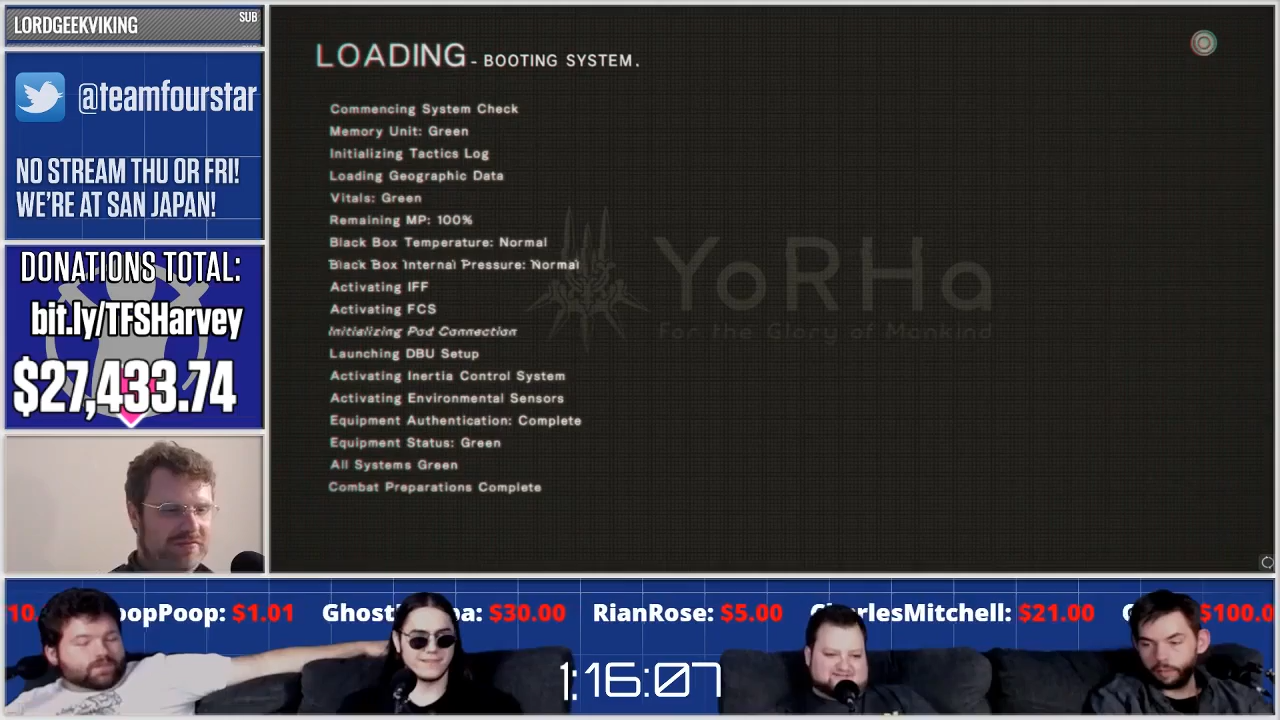 LORDGEEKVIKING
SUB
@teamfourstar
NO STREAM THU OR FRI!
WE'RE AT SAN JAPAN!
DONATIONS TOTAL:
bit.ly/TFSHarvey
$27,433.74
LOADING - BOOTING SYSTEM.
Commencing System Check
Memory Unit: Green
Initializing Tactics Log
Loading Geographic Data
Vitals: Green
Remaining MP: 100%
Black Box Temperature: Normal
Black Box Internal Pressure: Normal
Activating IFF
Activating FCS
Initializing Pod Connection
Launching DBU Setup
Activating Inertia Control System
Activating Environmental Sensors
Equipment Authentication: Complete
Equipment Status: Green
All Systems Green
Combat Preparations Complete
YoRHa
For the Glory of Mankind
$1.01 $30.00 RianRose: $5.00 $21.00
1:16:07